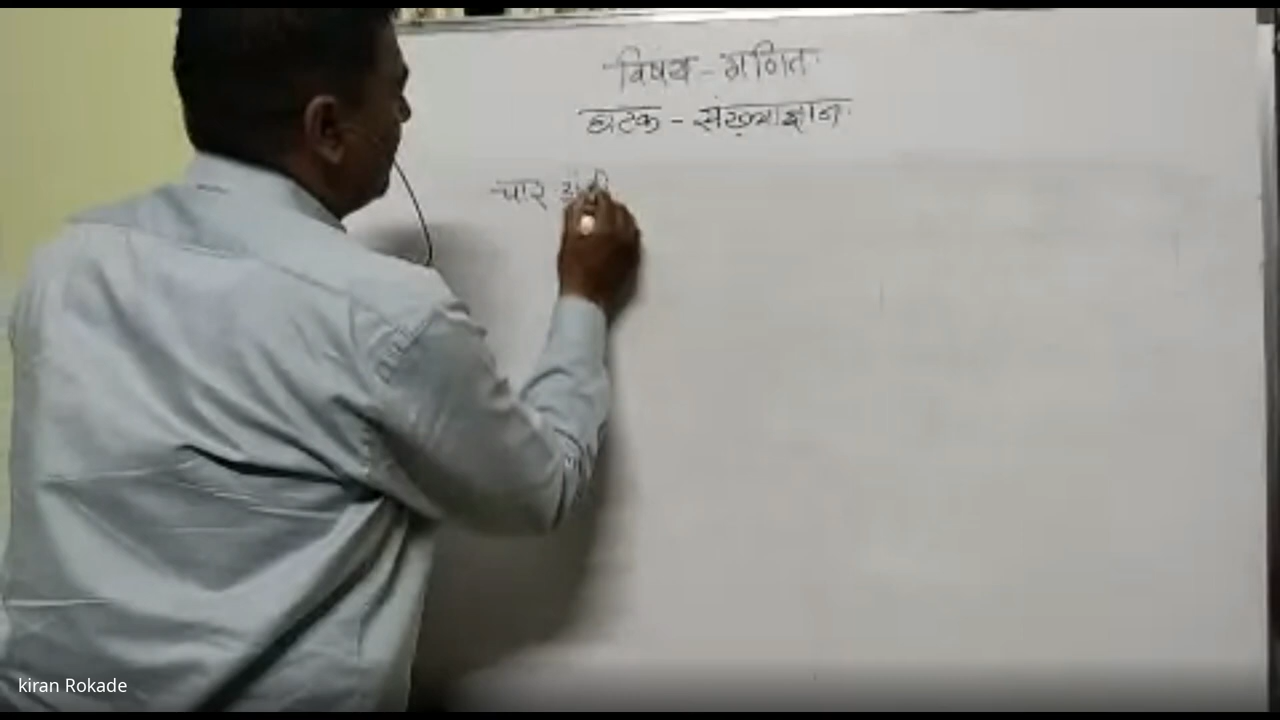 विषय - गणित
घटक - संख्याज्ञान
चार अंकी
kiran Rokade